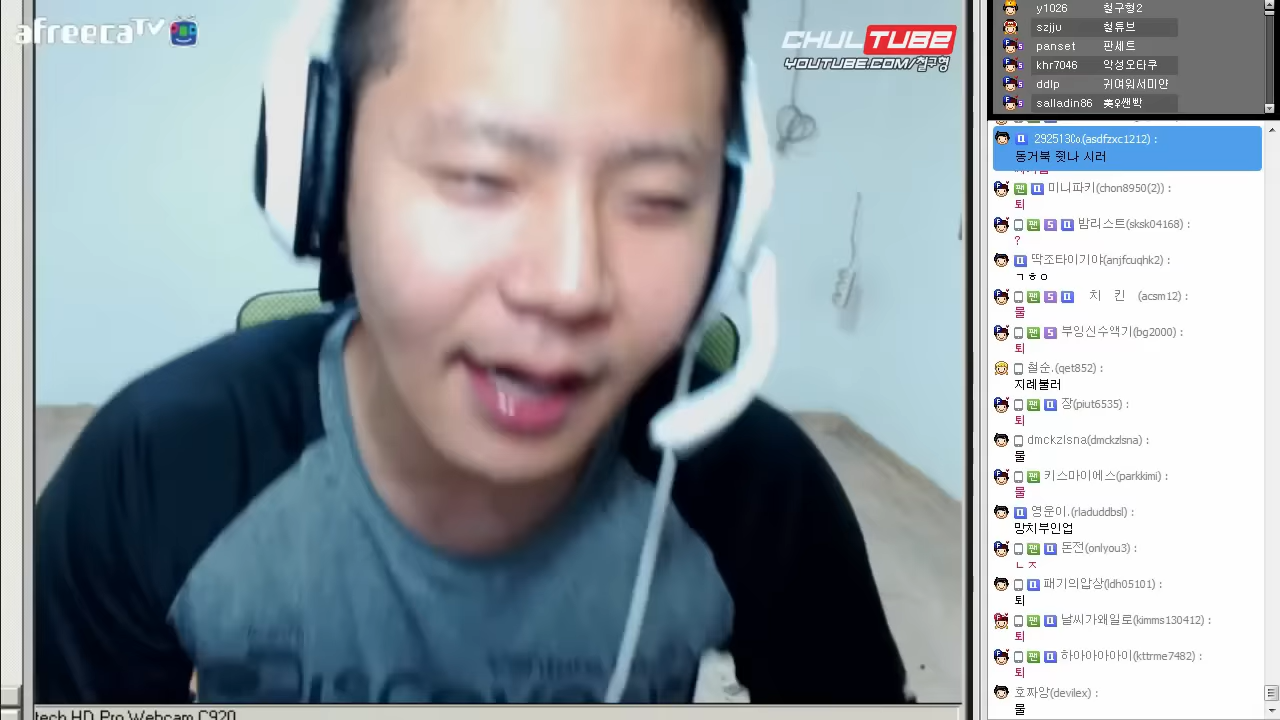 afreecaTV
CHULTUBE
YOUTUBE.COM/철구형
y1026 철구형2
szjju 철튜브
panset 판세트
khr7046 악성오타쿠
ddlp 귀여워서미얀
salladin86
(asdfzxc1212) :
동거북 줫나 시러
미니파키(chon8950(2)) :
퇴
밤리스트(sksk04168) :
?
딱조타이기야(anjfcuqhk2) :
ㄱㅎㅇ
치 킨 (acsm12) :
물
부잉신수액기(bg2000) :
퇴
철순.(qet852) :
지례불러
장(piut6535) :
퇴
dmckzlsna(dmckzlsna) :
물
키스마이에스(parkkimi) :
물
영운이.(rladuddbsl) :
망치부인업
돈전(onlyou3) :
ㄴㅈ
패기의압상(ldh05101) :
퇴
날씨가왜일로(kimms130412) :
퇴
하아아아아이(kttrme7482) :
퇴
호짜앙(devilex) :
물
tech HD Pro Webcam C920